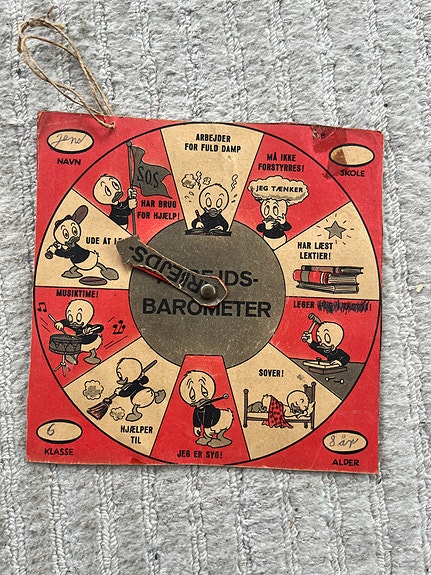 Jens
NAVN
SKOLE
ARBEJDER
FOR FULD DAMP
MÅ IKKE
FORSTYRRES!
JEG TÆNKER
SOS
HAR BRUG
FOR HJÆLP!
HAR LÆST
LEKTIER!
UDE AT
EJDS-
BAROMETER
MUSIKTIME!
LEGER
SOVER!
HJÆLPER
TIL
JEG ER SYG!
6
KLASSE
8 år
ALDER